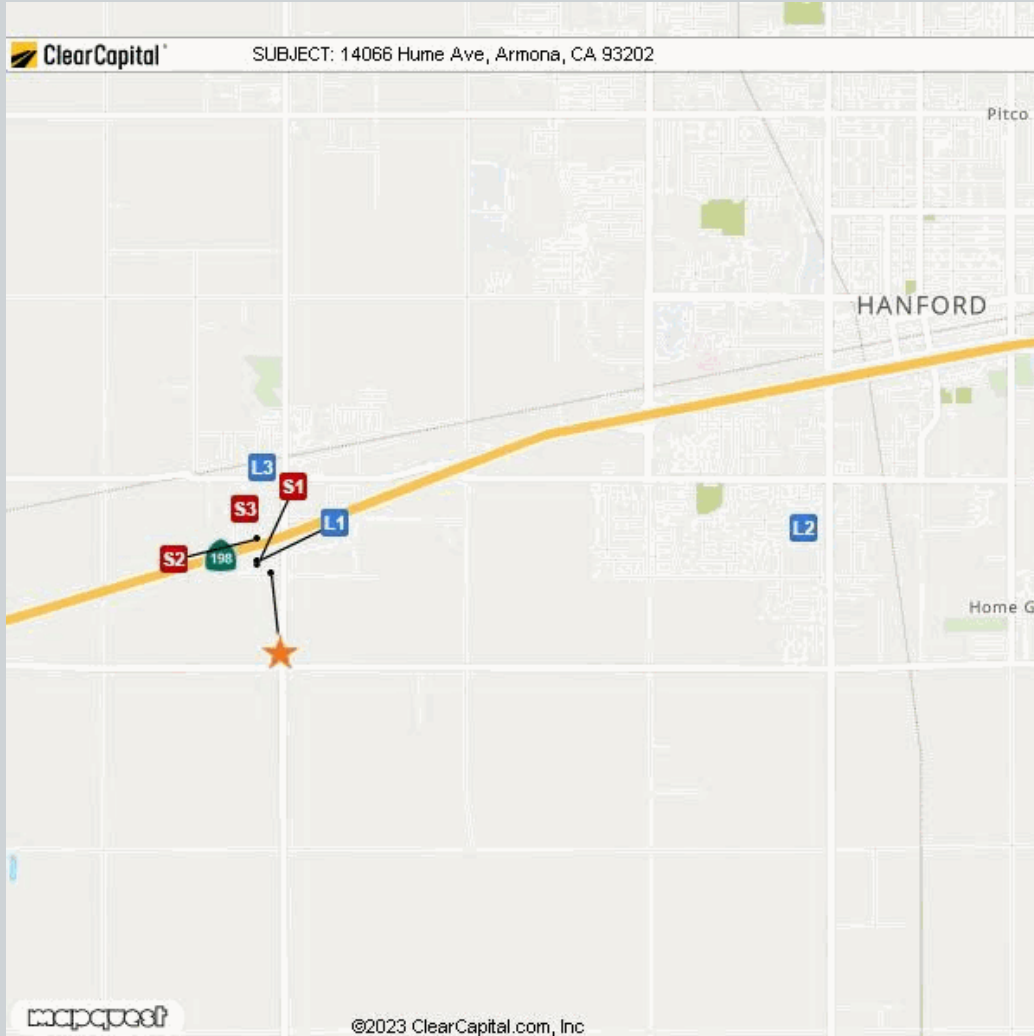 ClearCapital
SUBJECT: 14066 Hume Ave, Armona, CA 93202
Pitco
HANFORD
L3
S1
S3
L1
L2
S2
198
Home G
mapquest
©2023 ClearCapital.com, Inc